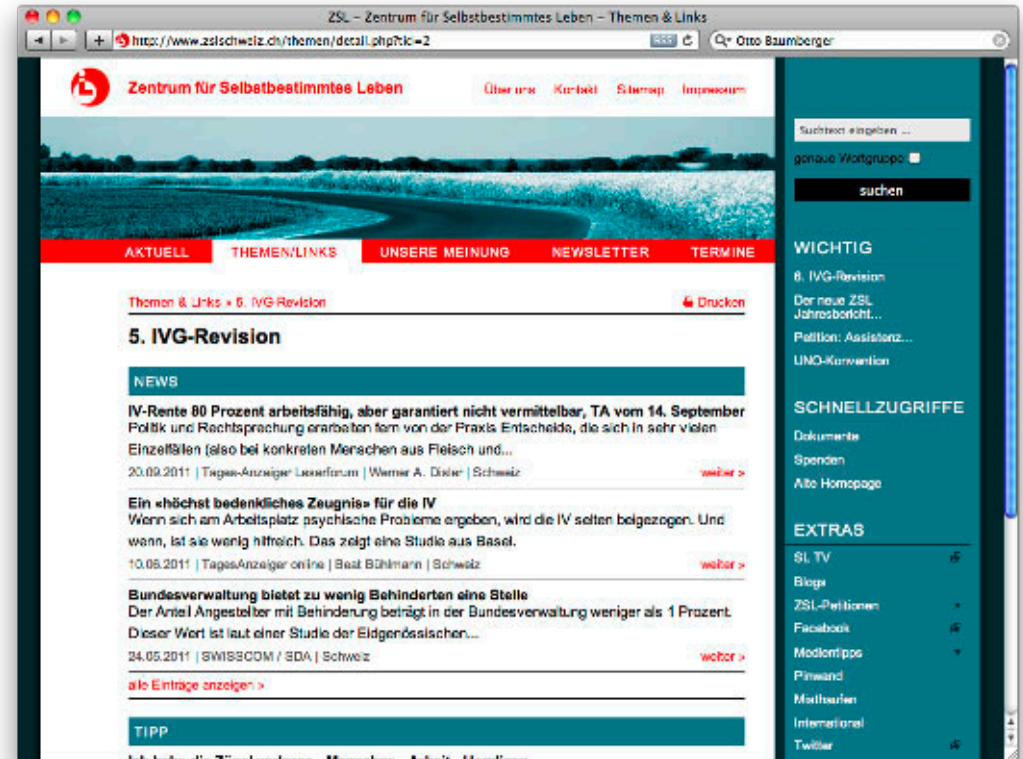 ZSL – Zentrum für Selbstbestimmtes Leben – Themen & Links
http://www.zslschweiz.ch/themen/detail.php?tid=2
RSS
Otto Baumberger
Zentrum für Selbstbestimmtes Leben
Über uns Kontakt Sitemap Impressum
AKTUELL THEMEN/LINKS UNSERE MEINUNG NEWSLETTER TERMINE
Themen & Links » 5. IVG-Revision
Drucken
5. IVG-Revision
NEWS
IV-Rente 80 Prozent arbeitsfähig, aber garantiert nicht vermittelbar, TA vom 14. September
Politik und Rechtsprechung erarbeiten fern von der Praxis Entscheide, die sich in sehr vielen
Einzelfällen (also bei konkreten Menschen aus Fleisch und...
20.09.2011 | Tages-Anzeiger Leserforum | Werner A. Disler | Schweiz
weiter »
Ein «höchst bedenkliches Zeugnis» für die IV
Wenn sich am Arbeitsplatz psychische Probleme ergeben, wird die IV selten beigezogen. Und
wenn, ist sie wenig hilfreich. Das zeigt eine Studie aus Basel.
10.06.2011 | TagesAnzeiger online | Beat Bühlmann | Schweiz
weiter »
Bundesverwaltung bietet zu wenig Behinderten eine Stelle
Der Anteil Angestellter mit Behinderung beträgt in der Bundesverwaltung weniger als 1 Prozent.
Dieser Wert ist laut einer Studie der Eidgenössischen...
24.05.2011 | SWISSCOM / SDA | Schweiz
weiter »
alle Einträge anzeigen »
TIPP
Suchtext eingeben ...
genaue Wortgruppe
suchen
WICHTIG
6. IVG-Revision
Der neue ZSL
Jahresbericht...
Petition: Assistenz...
UNO-Konvention
SCHNELLZUGRIFFE
Dokumente
Spenden
Alte Homepage
EXTRAS
SL TV
Blogs
ZSL-Petitionen
Facebook
Medientipps
Pinwand
Misthaufen
International
Twitter